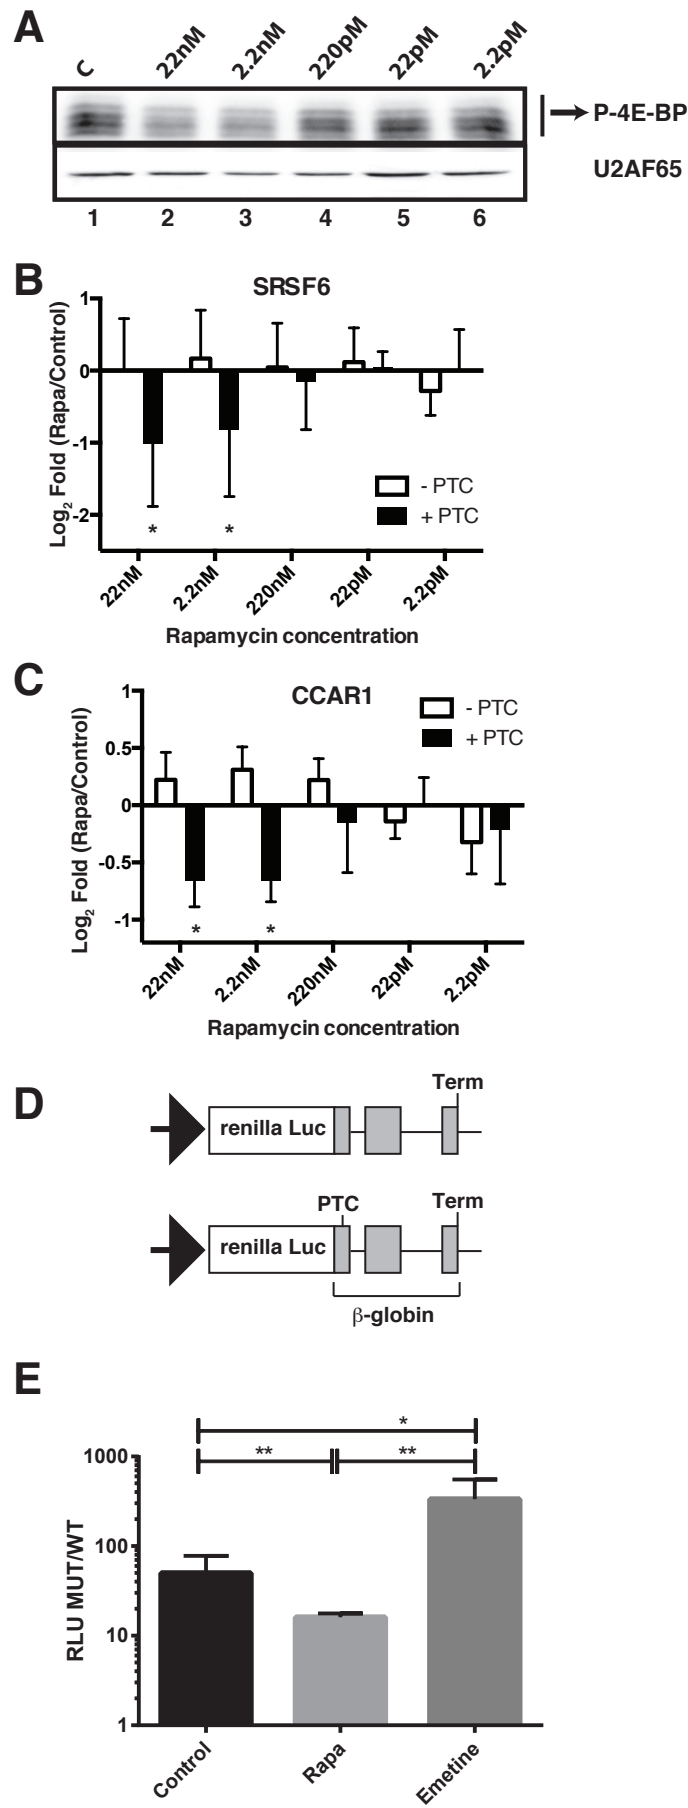 A
C 22nM 2.2nM 220pM 22pM 2.2pM
P-4E-BP
U2AF65
1 2 3 4 5 6
B
SRSF6
Log2 Fold (Rapa/Control)
1
0
-1
-2
- PTC
+ PTC
* *
22nM 2.2nM 220nM 22pM 2.2pM
Rapamycin concentration
C
CCAR1
Log2 Fold (Rapa/Control)
1
0.5
0
-0.5
-1
- PTC
+ PTC
* *
22nM 2.2nM 220nM 22pM 2.2pM
Rapamycin concentration
D
Term
renilla Luc
PTC Term
renilla Luc
β-globin
E
*
** **
RLU MUT/WT
1000
100
10
1
Control Rapa Emetine